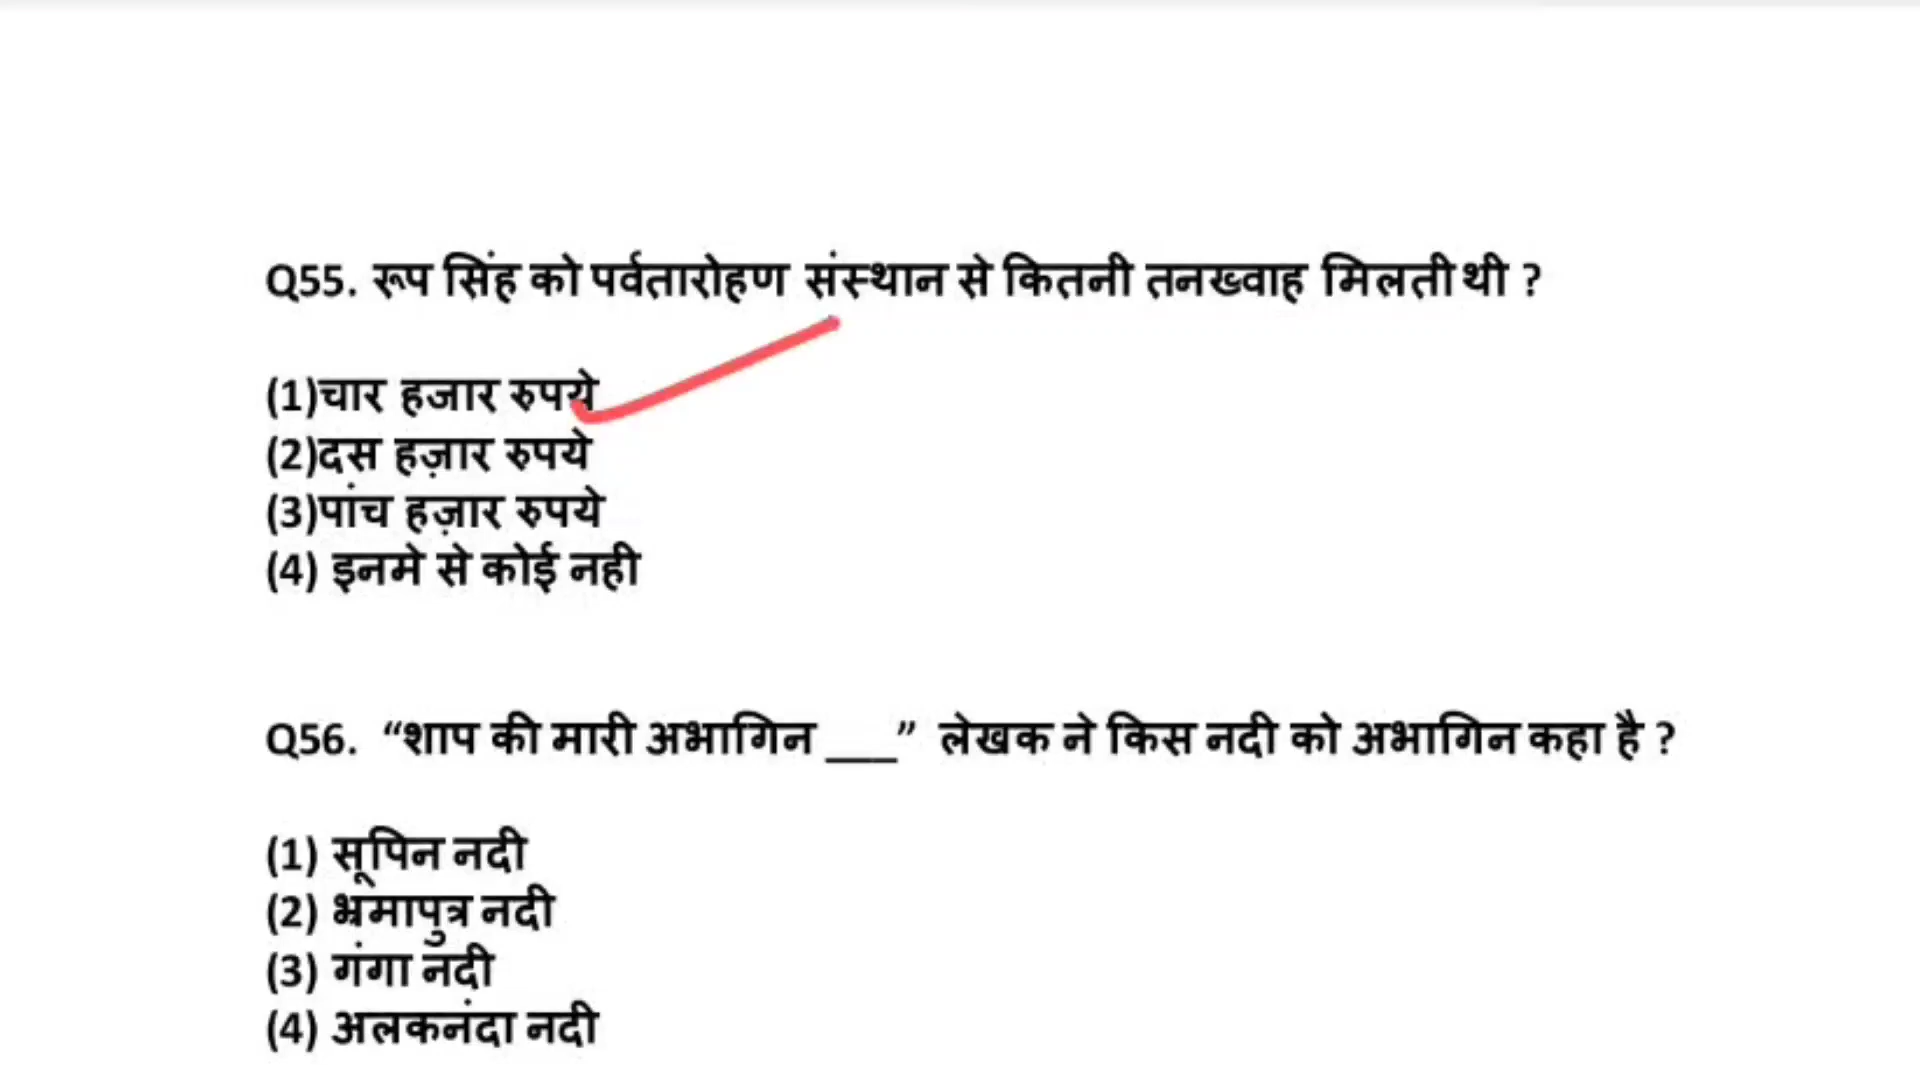 Q55. रूप सिंह को पर्वतारोहण संस्थान से कितनी तनख्वाह मिलती थी ?
(1)चार हजार रुपये
(2)दस हज़ार रुपये
(3)पांच हज़ार रुपये
(4) इनमे से कोई नही
Q56. “शाप की मारी अभागिन ___” लेखक ने किस नदी को अभागिन कहा है ?
(1) सूपिन नदी
(2) भ्रमापुत्र नदी
(3) गंगा नदी
(4) अलकनंदा नदी